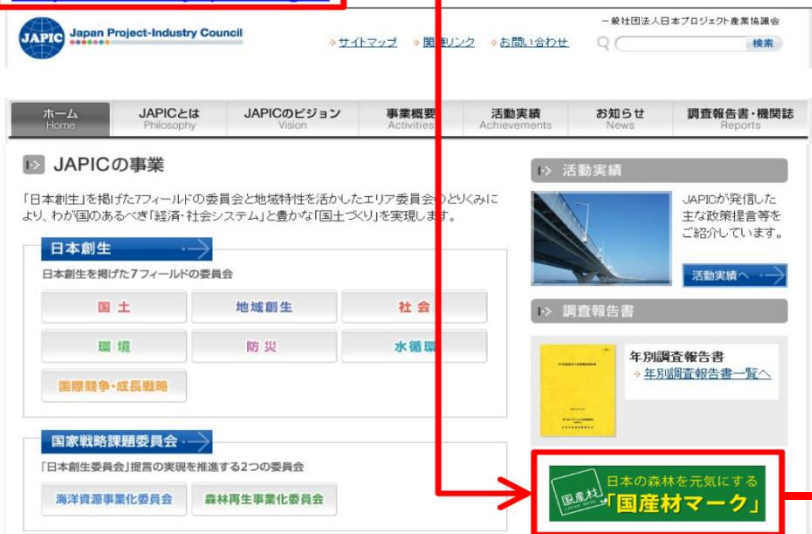 JAPIC Japan Project-Industry Council
一般社団法人日本プロジェクト産業協議会
サイトマップ 関連リンク お問い合わせ 検索
ホーム JAPICとは JAPICのビジョン 事業概要 活動実績 お知らせ 調査報告書・機関誌
Home Philosophy Vision Activities Achievements News Reports
JAPICの事業
「日本創生」を掲げた7フィールドの委員会と地域特性を活かしたエリア委員会のとりくみに
より、わが国のあるべき「経済・社会システム」と豊かな「国土づくり」を実現します。
日本創生
日本創生を掲げた7フィールドの委員会
国土 地域創生 社会
環境 防災 水循環
国際競争・成長戦略
国家戦略課題委員会
「日本創生委員会」提言の実現を推進する2つの委員会
海洋資源事業化委員会 森林再生事業化委員会
活動実績
JAPICが発信した
主な政策提言等を
ご紹介しています。
活動実績へ
調査報告書
年別調査報告書
年別調査報告書一覧へ
国産材
日本の森林を元気にする
「国産材マーク」